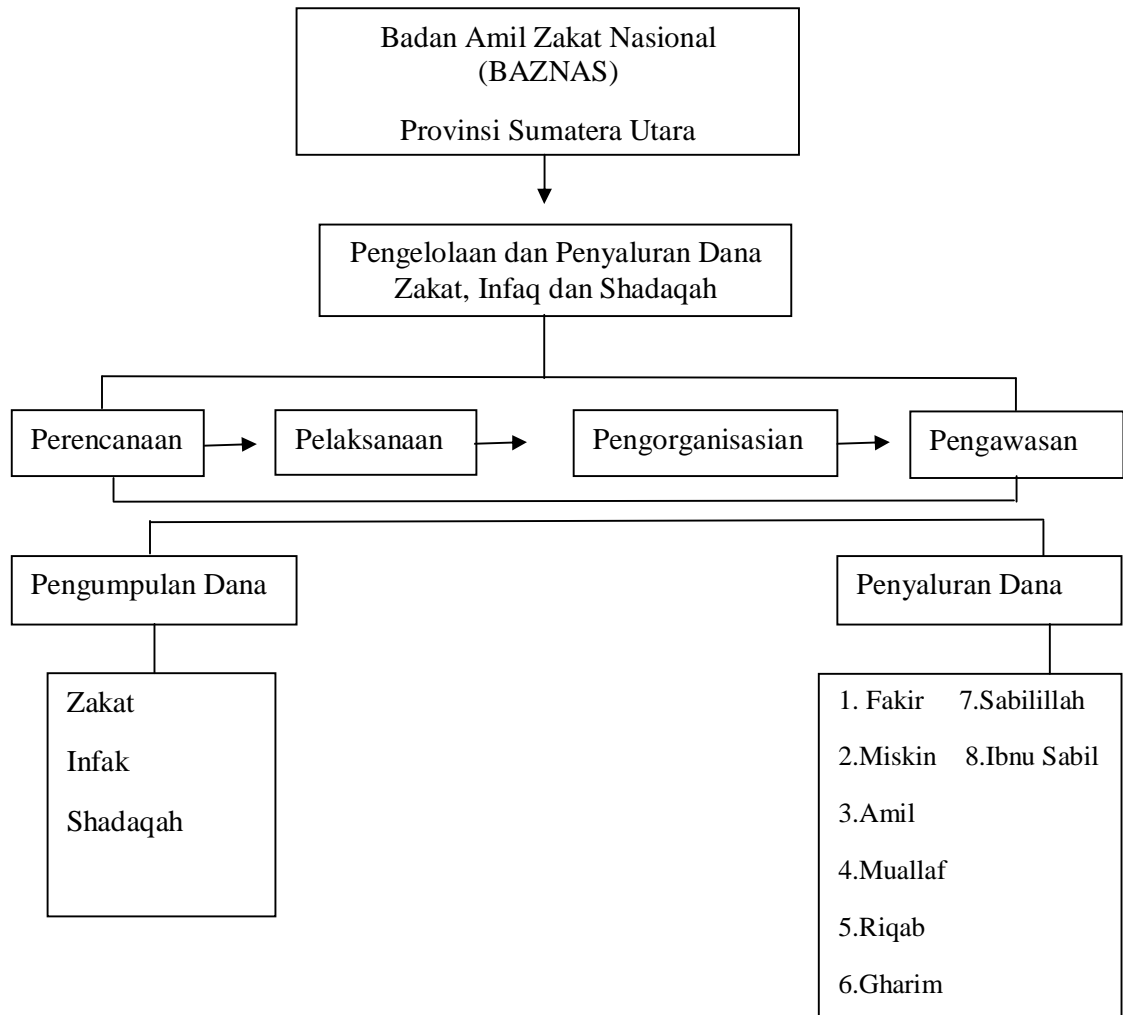 Badan Amil Zakat Nasional
(BAZNAS)
Provinsi Sumatera Utara
Pengelolaan dan Penyaluran Dana
Zakat, Infaq dan Shadaqah
Perencanaan
Pelaksanaan
Pengorganisasian
Pengawasan
Pengumpulan Dana
Penyaluran Dana
Zakat
Infak
Shadaqah
1. Fakir 7.Sabilillah
2.Miskin 8.Ibnu Sabil
3.Amil
4.Muallaf
5.Riqab
6.Gharim